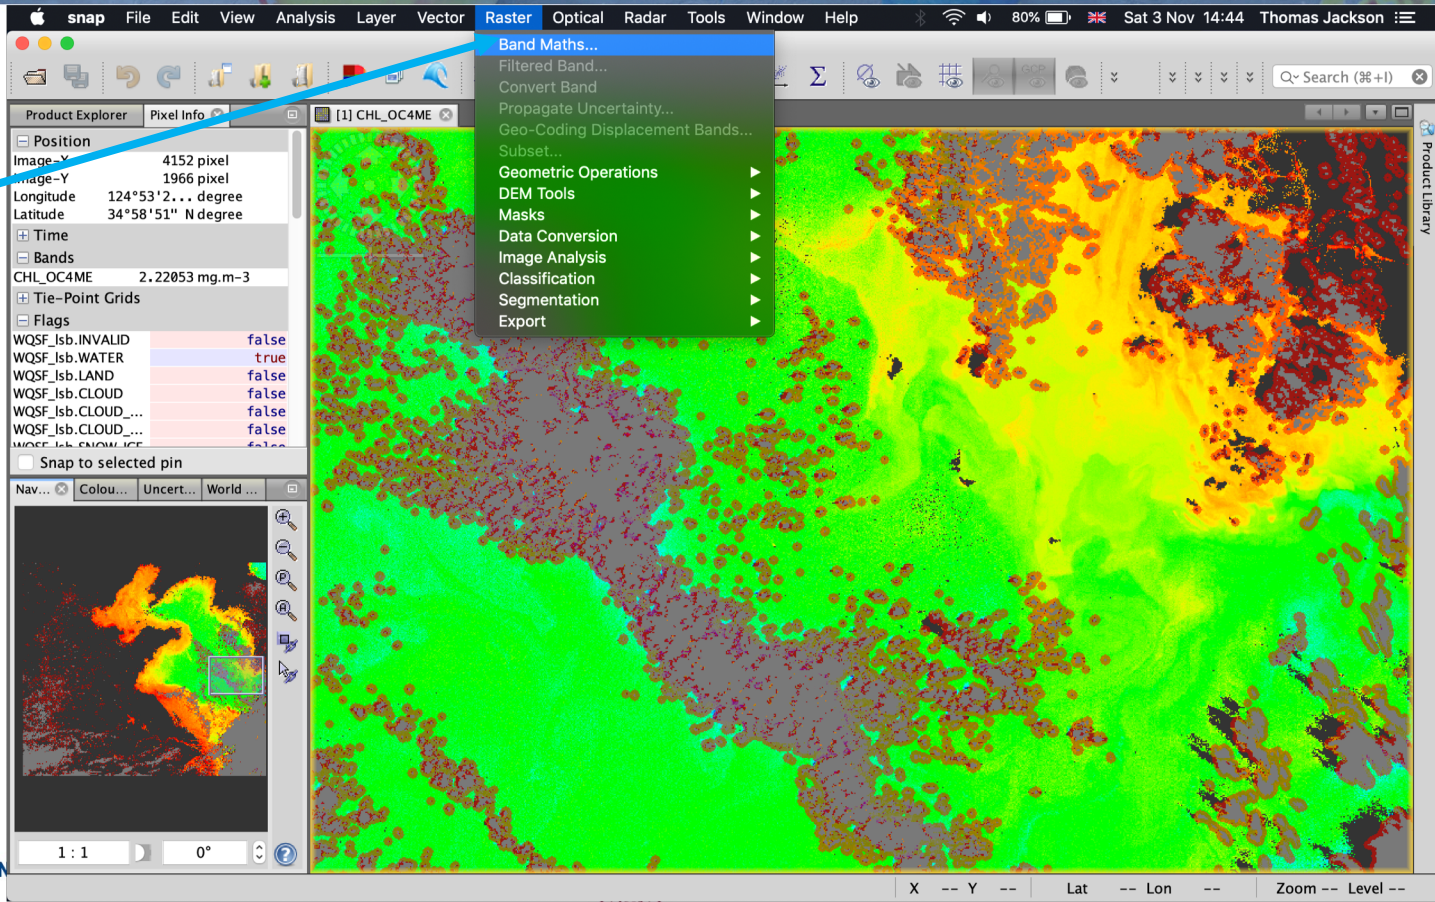 snap File Edit View Analysis Layer Vector Raster Optical Radar Tools Window Help 80% Sat 3 Nov 14:44 Thomas Jackson
Band Maths...
Filtered Band...
Convert Band
Propagate Uncertainty...
Geo-Coding Displacement Bands...
Subset...
Geometric Operations
DEM Tools
Masks
Data Conversion
Image Analysis
Classification
Segmentation
Export
GCP
Search (⌘+I)
Product Explorer Pixel Info
[1] CHL_OC4ME
Position
Image-X 4152 pixel
Image-Y 1966 pixel
Longitude 124°53'2... degree
Latitude 34°58'51" N degree
Time
Bands
CHL_OC4ME 2.22053 mg.m-3
Tie-Point Grids
Flags
WQSF_lsb.INVALID false
WQSF_lsb.WATER true
WQSF_lsb.LAND false
WQSF_lsb.CLOUD false
WQSF_lsb.CLOUD_... false
WQSF_lsb.CLOUD_... false
WQSF_lsb.SNOW_ICE false
Snap to selected pin
Nav... Colou... Uncert... World ...
1 : 1 0°
Product Library
X -- Y -- Lat -- Lon -- Zoom -- Level --